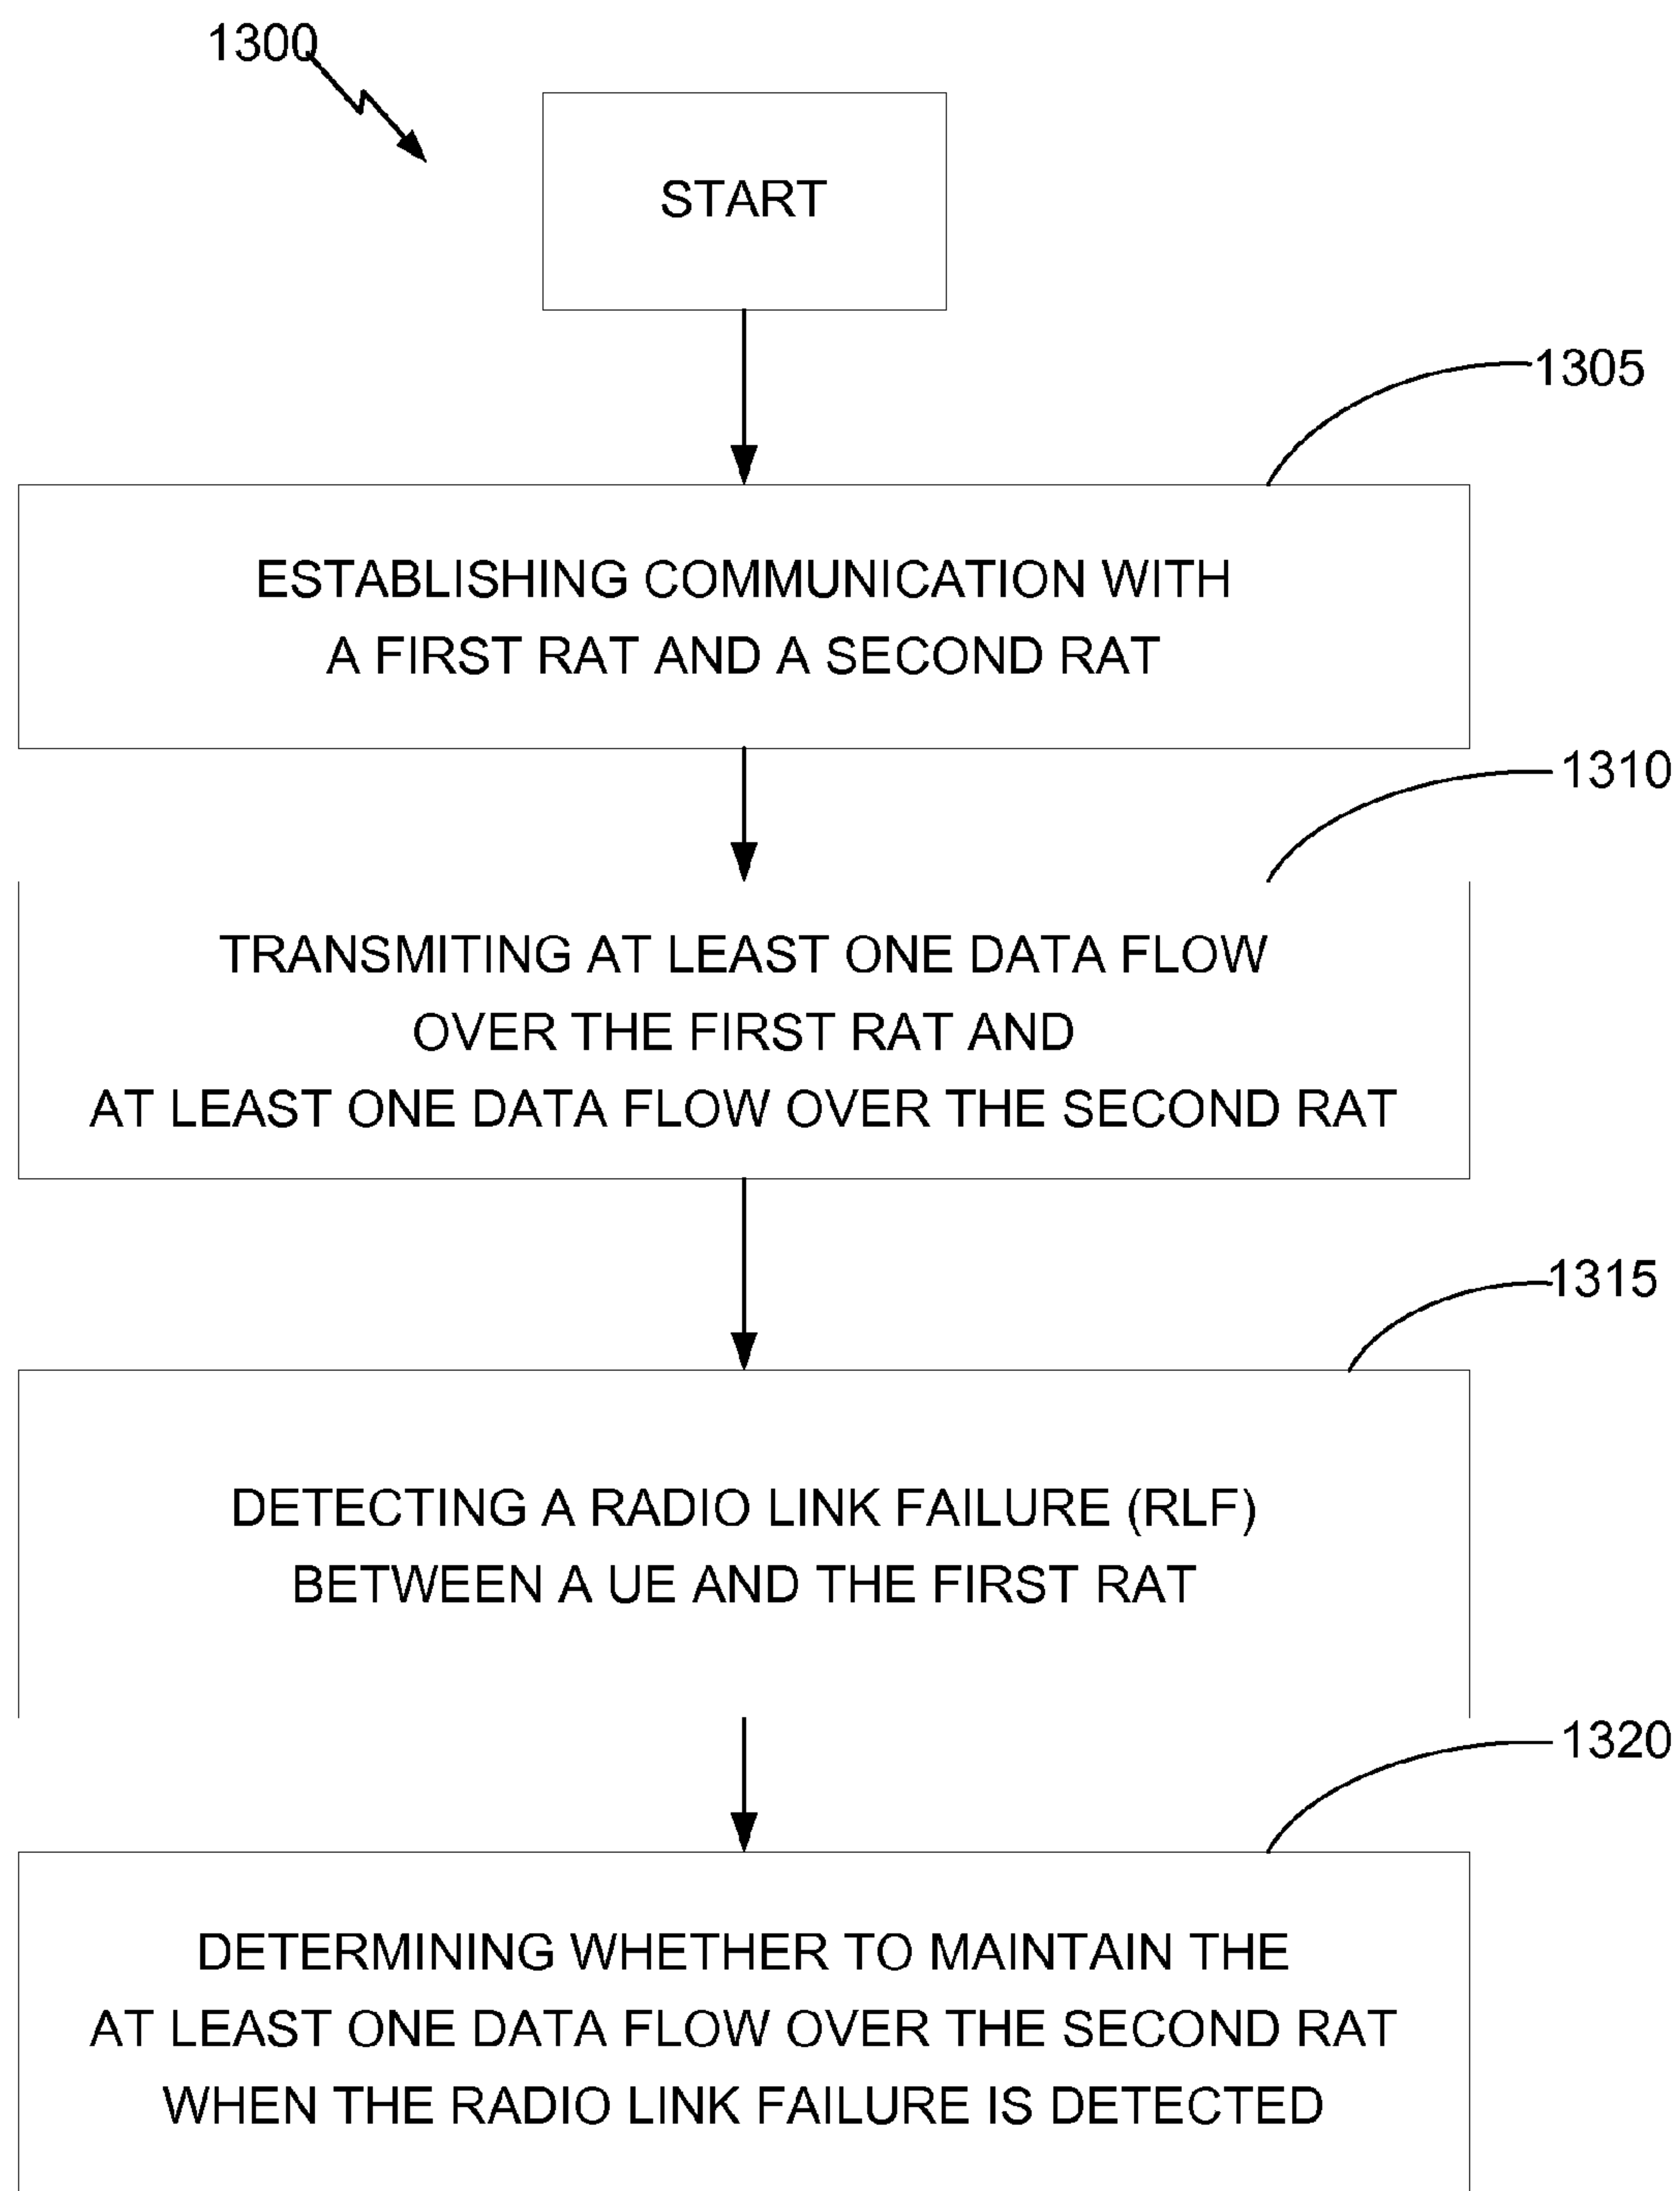 1300
START
1305
ESTABLISHING COMMUNICATION WITH
A FIRST RAT AND A SECOND RAT
1310
TRANSMITING AT LEAST ONE DATA FLOW
OVER THE FIRST RAT AND
AT LEAST ONE DATA FLOW OVER THE SECOND RAT
1315
DETECTING A RADIO LINK FAILURE (RLF)
BETWEEN A UE AND THE FIRST RAT
1320
DETERMINING WHETHER TO MAINTAIN THE
AT LEAST ONE DATA FLOW OVER THE SECOND RAT
WHEN THE RADIO LINK FAILURE IS DETECTED